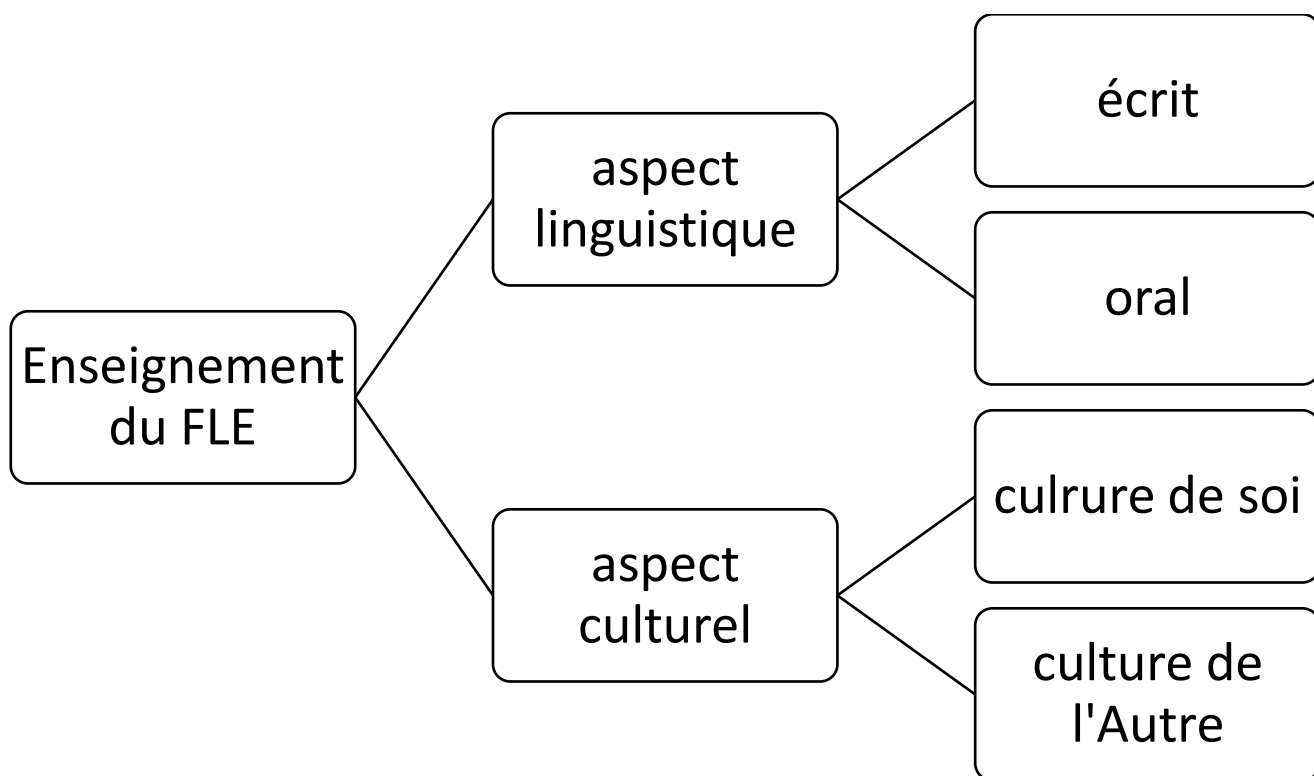 Enseignement
du FLE
aspect
linguistique
écrit
oral
aspect
culturel
culrure de soi
culture de
l'Autre